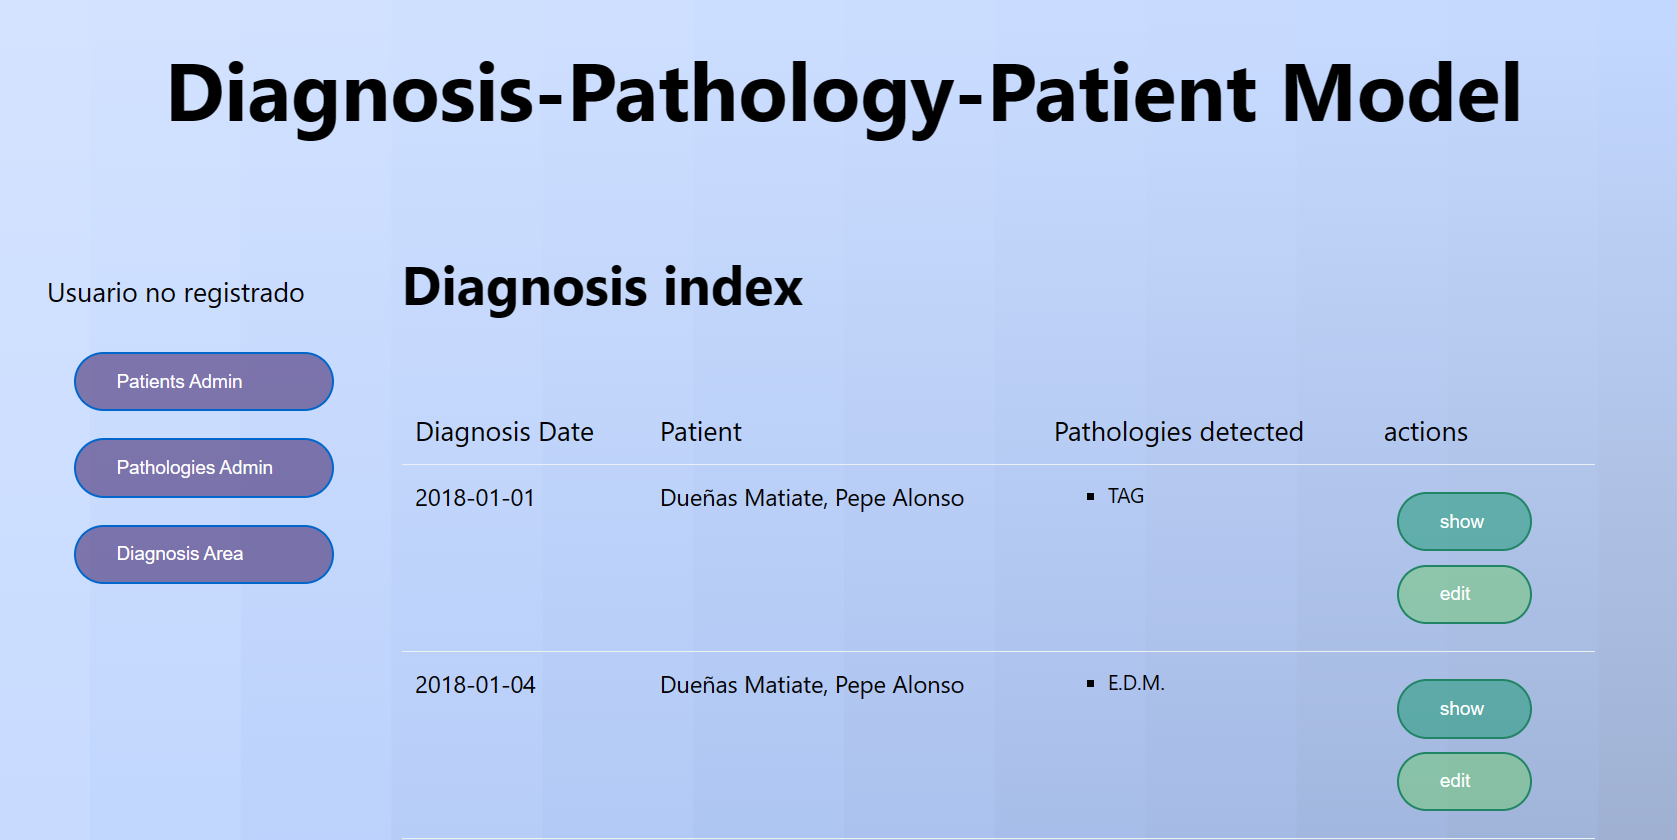 Diagnosis-Pathology-Patient Model
Usuario no registrado
Patients Admin
Pathologies Admin
Diagnosis Area
Diagnosis index
Diagnosis Date Patient Pathologies detected actions
2018-01-01 Dueñas Matiate, Pepe Alonso TAG show
edit
2018-01-04 Dueñas Matiate, Pepe Alonso E.D.M. show
edit